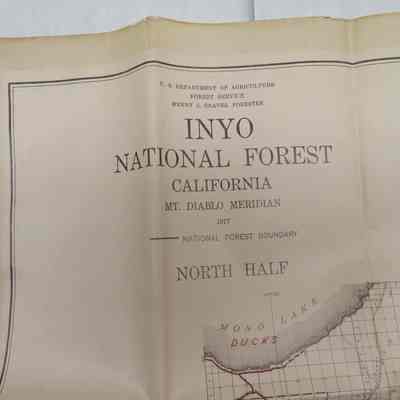 U. S. DEPARTMENT OF AGRICULTURE
FOREST SERVICE
HENRY S. GRAVES, FORESTER
INYO
NATIONAL FOREST
CALIFORNIA
MT. DIABLO MERIDIAN
1917
NATIONAL FOREST BOUNDARY
NORTH HALF
MONO LAKE
DUCKS